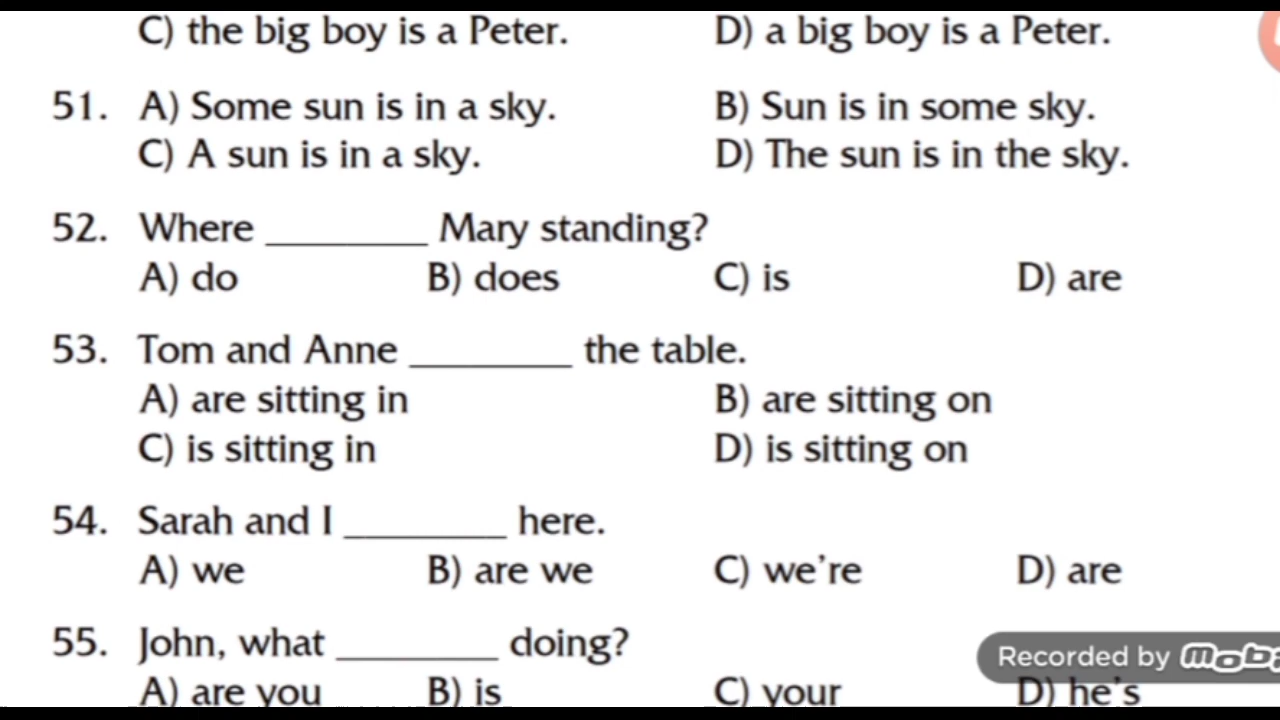 C) the big boy is a Peter. D) a big boy is a Peter.
51. A) Some sun is in a sky. B) Sun is in some sky.
C) A sun is in a sky. D) The sun is in the sky.
52. Where ________ Mary standing?
A) do B) does C) is D) are
53. Tom and Anne ________ the table.
A) are sitting in B) are sitting on
C) is sitting in D) is sitting on
54. Sarah and I ________ here.
A) we B) are we C) we're D) are
55. John, what ________ doing?
Recorded by
A) are you B) is C) your D) he's